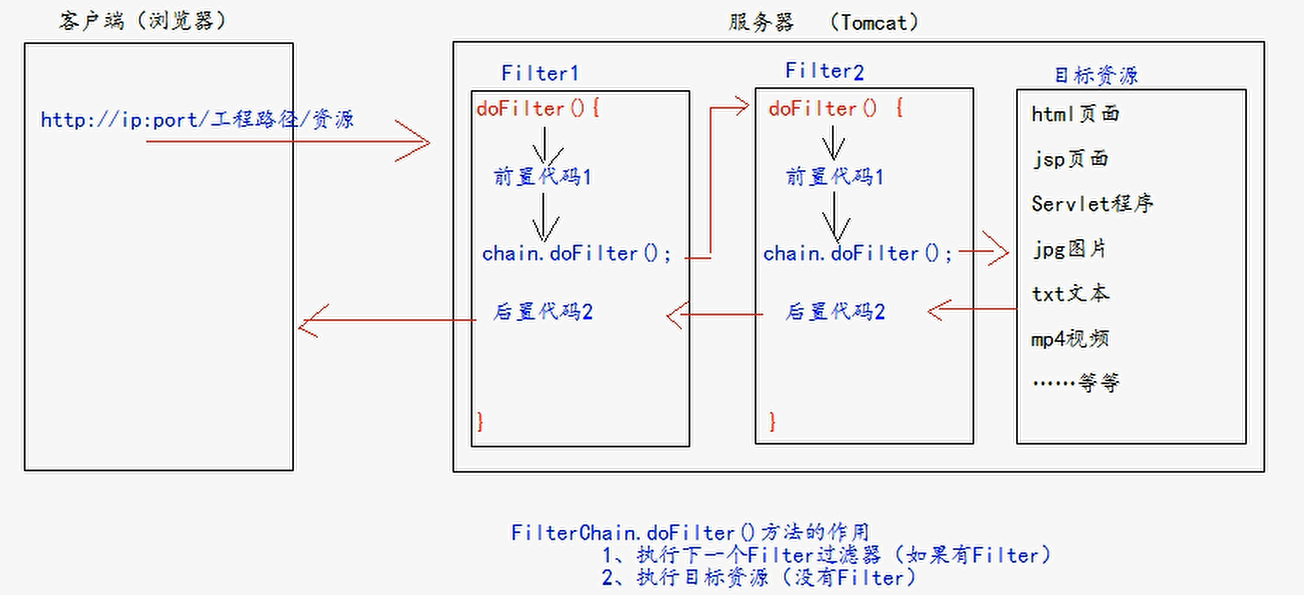 客户端（浏览器）
服务器 （Tomcat）
http://ip:port/工程路径/资源
Filter1
doFilter(){
前置代码1
chain.doFilter();
后置代码2
}
Filter2
doFilter() {
前置代码1
chain.doFilter();
后置代码2
}
目标资源
html页面
jsp页面
Servlet程序
jpg图片
txt文本
mp4视频
……等等
FilterChain.doFilter()方法的作用
1、执行下一个Filter过滤器（如果有Filter）
2、执行目标资源（没有Filter）